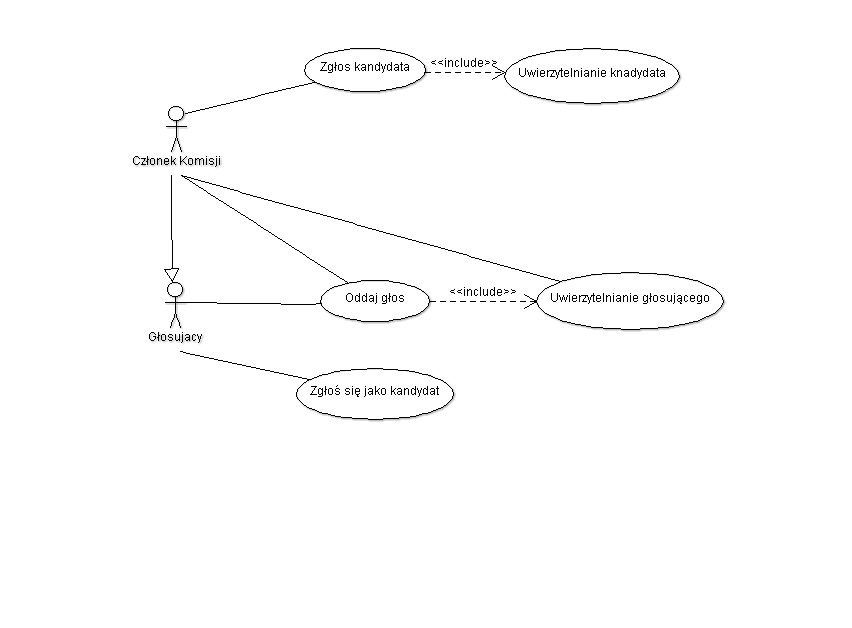 Zgłos kandydata
<<include>>
Uwierzytelnianie knadydata
Członek Komisji
Oddaj głos
<<include>>
Uwierzytelnianie głosującego
Głosujacy
Zgłoś się jako kandydat